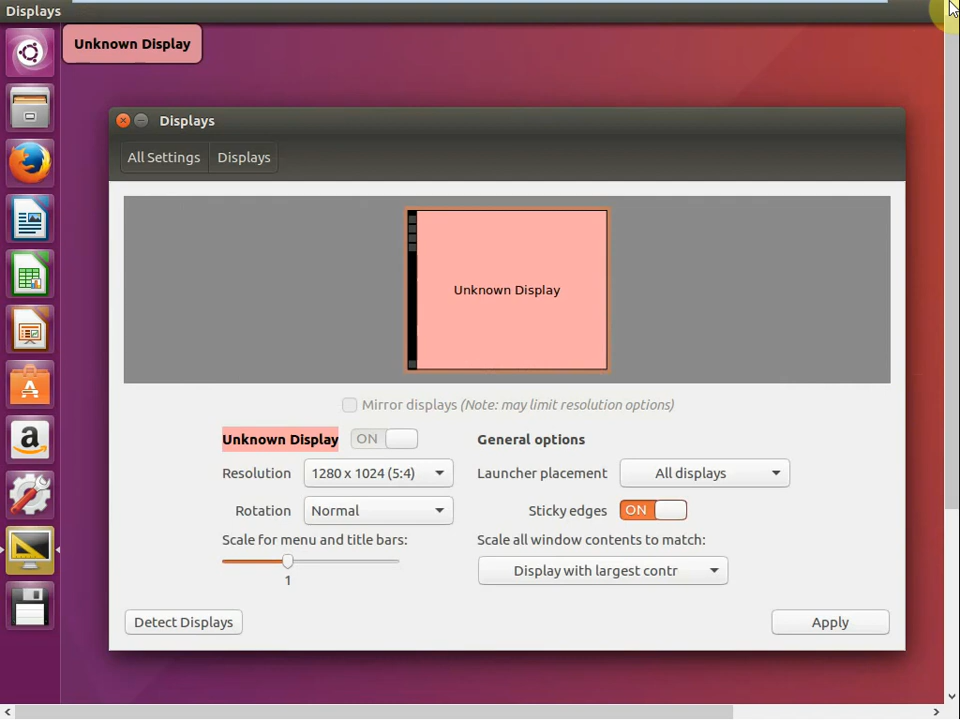 Displays
Unknown Display
Displays
All Settings
Displays
Unknown Display
Mirror displays (Note: may limit resolution options)
Unknown Display ON
Resolution 1280 x 1024 (5:4)
Rotation Normal
Scale for menu and title bars:
1
General options
Launcher placement All displays
Sticky edges ON
Scale all window contents to match:
Display with largest contr
Detect Displays
Apply